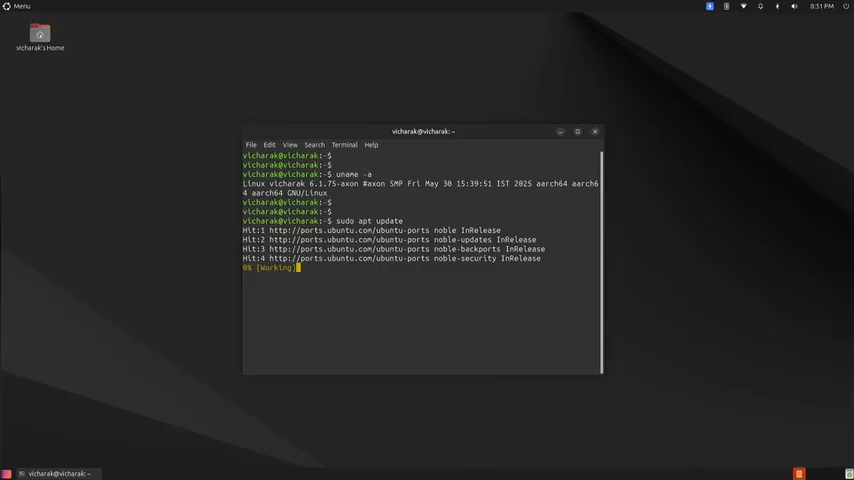 Menu
8:51 PM
vicharak's Home
vicharak@vicharak: ~
File Edit View Search Terminal Help
vicharak@vicharak:~$
vicharak@vicharak:~$
vicharak@vicharak:~$ uname -a
Linux vicharak 6.1.75-axon #axon SMP Fri May 30 15:39:51 IST 2025 aarch64 aarch6
4 aarch64 GNU/Linux
vicharak@vicharak:~$
vicharak@vicharak:~$
vicharak@vicharak:~$ sudo apt update
Hit:1 http://ports.ubuntu.com/ubuntu-ports noble InRelease
Hit:2 http://ports.ubuntu.com/ubuntu-ports noble-updates InRelease
Hit:3 http://ports.ubuntu.com/ubuntu-ports noble-backports InRelease
Hit:4 http://ports.ubuntu.com/ubuntu-ports noble-security InRelease
0% [Working]
vicharak@vicharak: ~